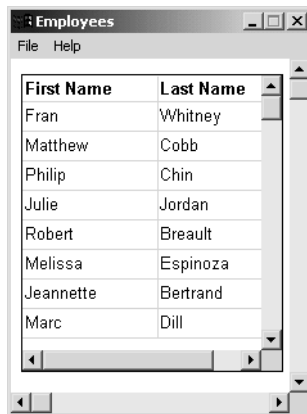 Employees
File Help
First Name Last Name
Fran Whitney
Matthew Cobb
Philip Chin
Julie Jordan
Robert Breault
Melissa Espinoza
Jeannette Bertrand
Marc Dill